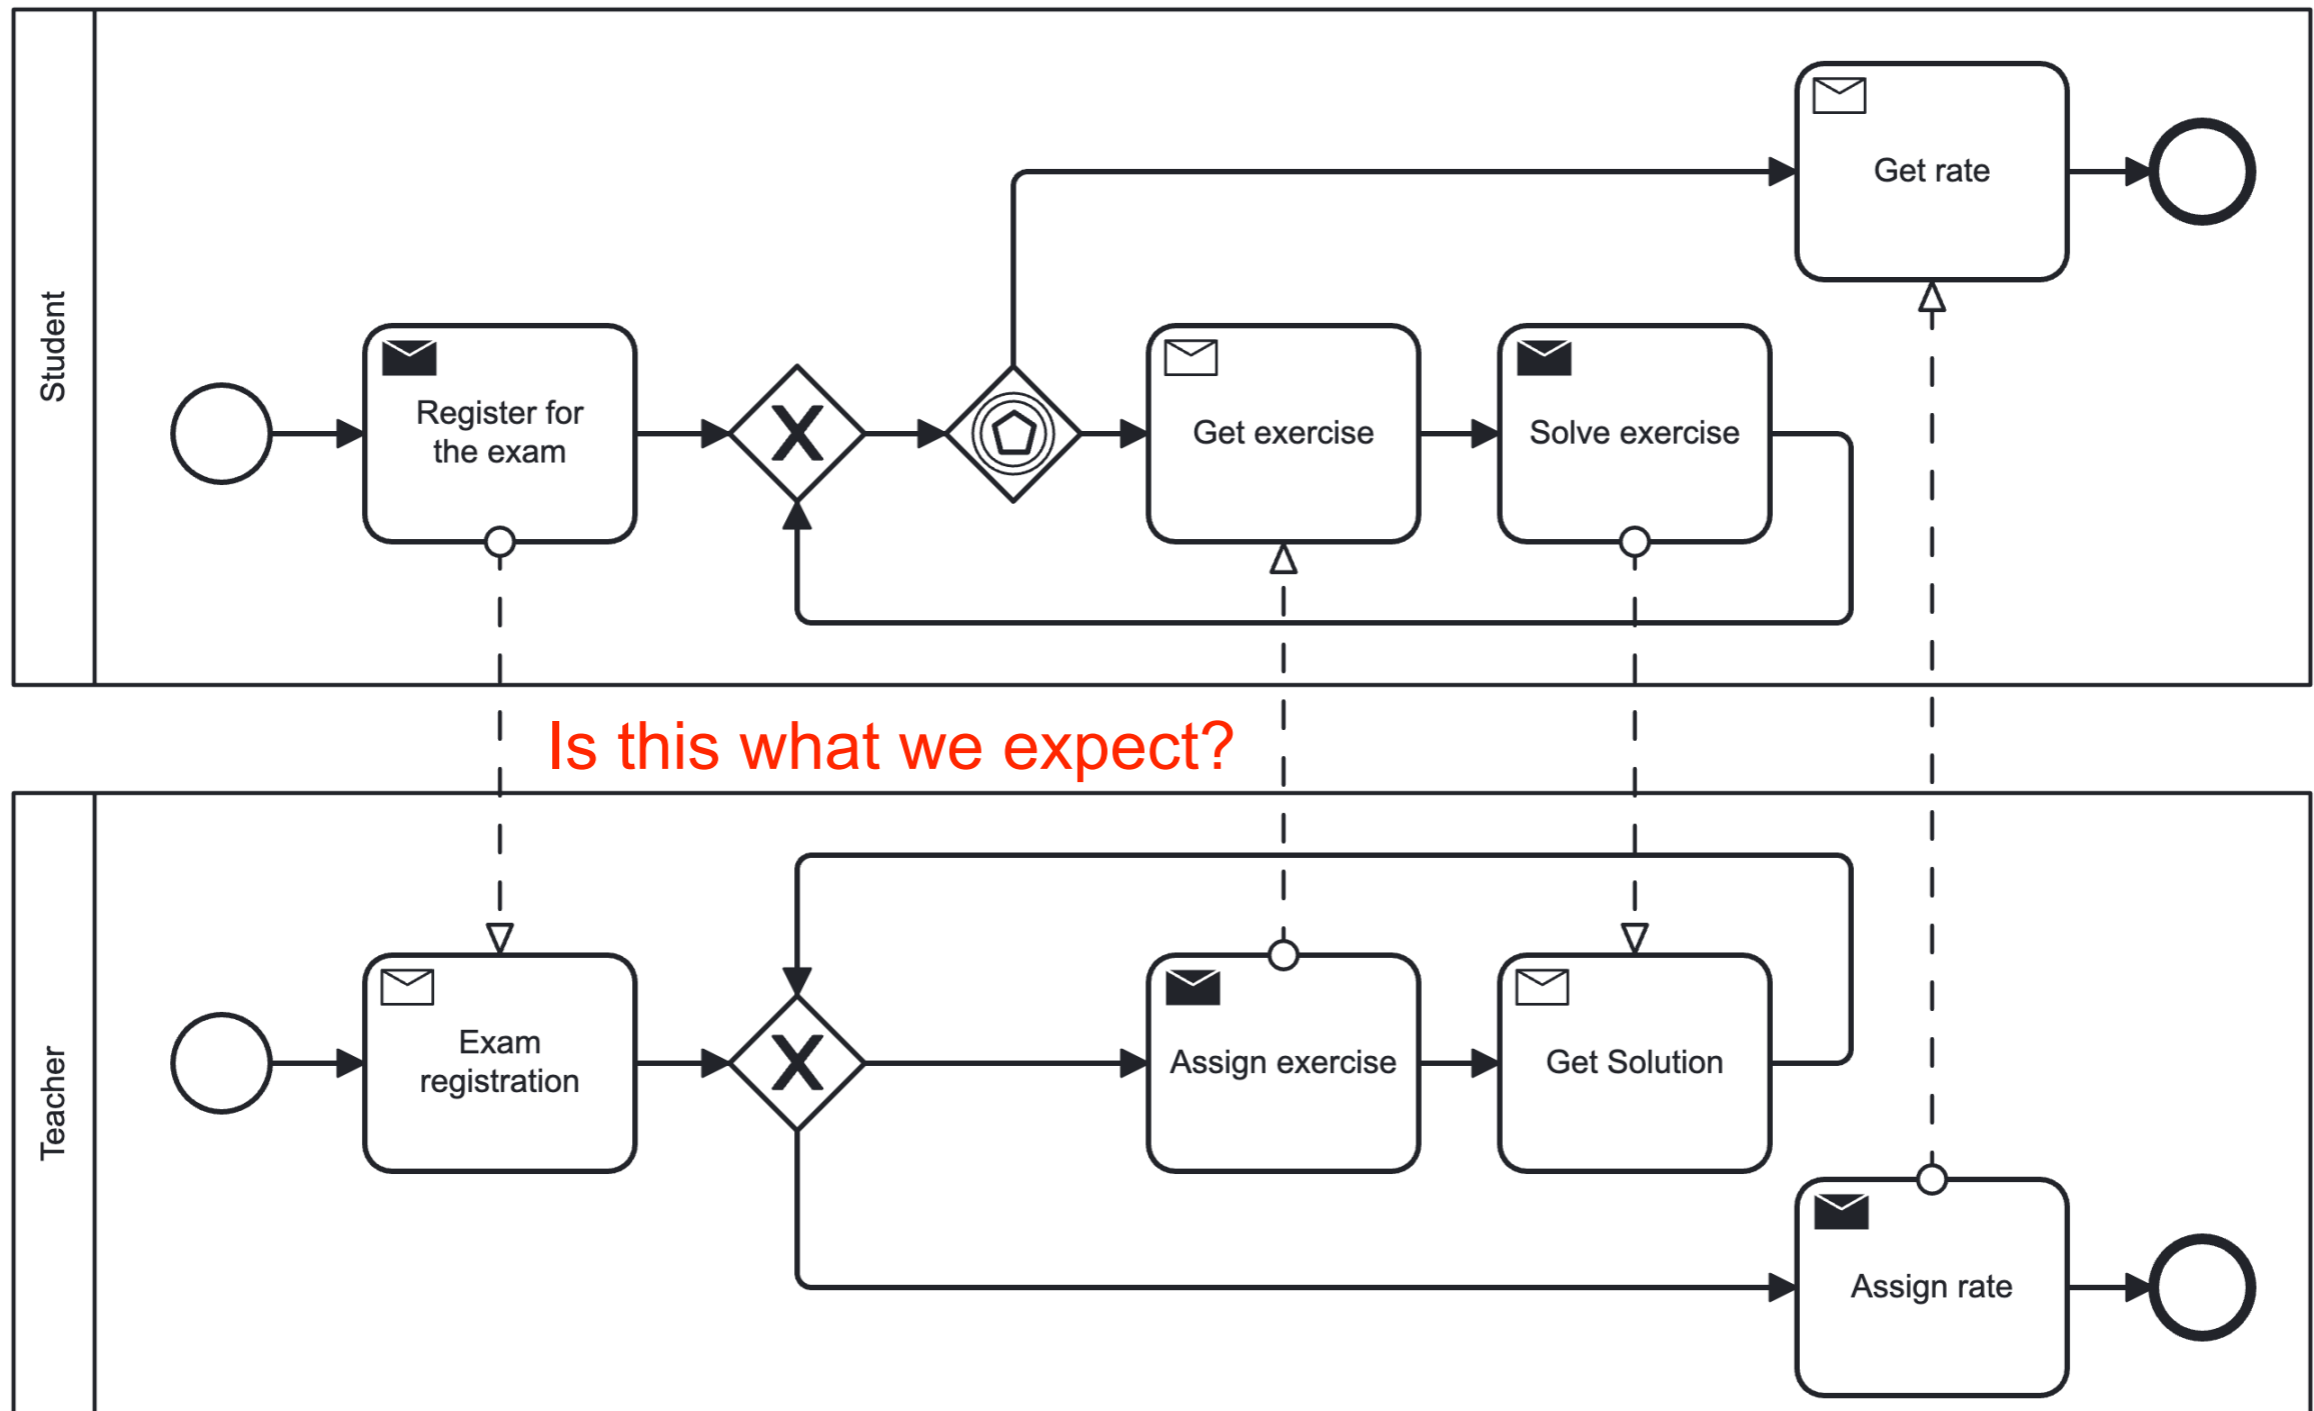 Student
Get rate
Register for
the exam
X
Get exercise
Solve exercise
Is this what we expect?
Teacher
Exam
registration
X
Assign exercise
Get Solution
Assign rate